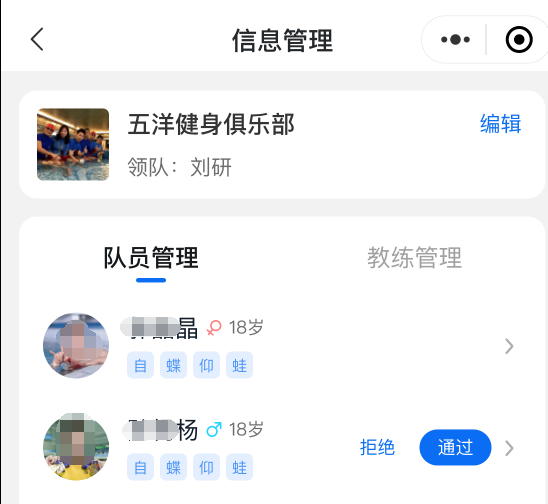 信息管理
五洋健身俱乐部
编辑
领队：刘研
队员管理 教练管理
晶 18岁
自 蝶 仰 蛙
杨 18岁
自 蝶 仰 蛙
拒绝 通过